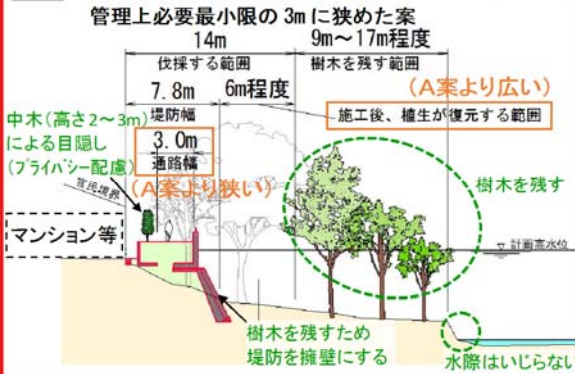 管理上必要最小限の3mに狭めた案
14m
9m~17m程度
伐採する範囲
樹木を残す範囲
7.8m
6m程度
(A案より広い)
堤防幅
施工後、植生が復元する範囲
中木(高さ2~3m)
による目隠し
(プライバシー配慮)
3.0m
通路幅
(A案より狭い)
官民境界
樹木を残す
マンション等
計画高水位
樹木を残すため
堤防を擁壁にする
水際はいじらない